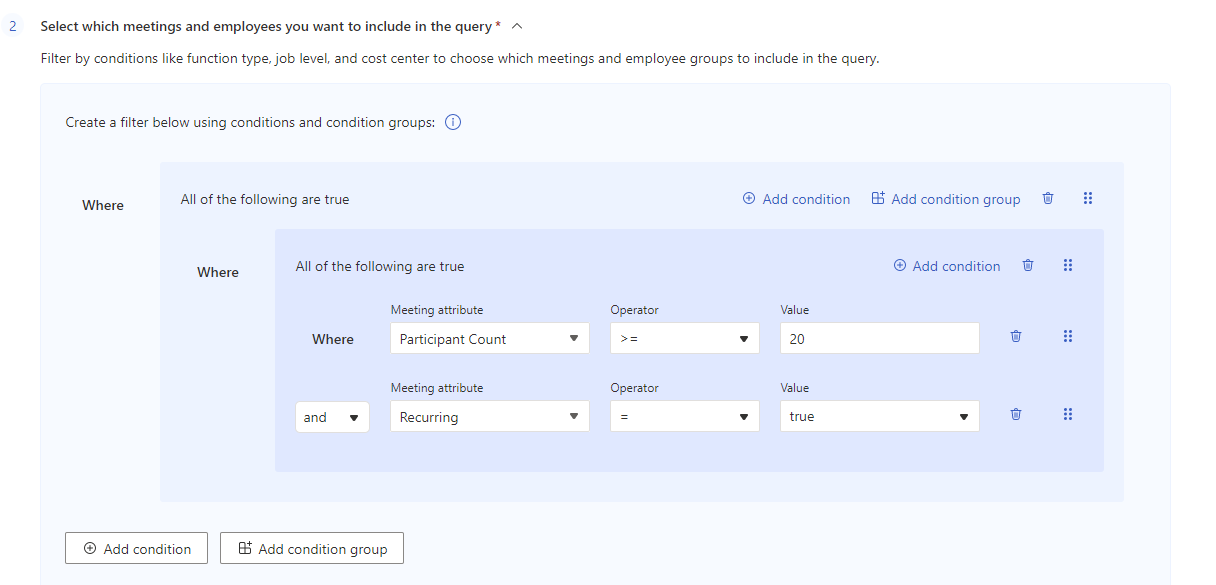 2 Select which meetings and employees you want to include in the query *
Filter by conditions like function type, job level, and cost center to choose which meetings and employee groups to include in the query.
Create a filter below using conditions and condition groups:
Where All of the following are true Add condition Add condition group
Where All of the following are true Add condition
Meeting attribute Operator Value
Where Participant Count >= 20
Meeting attribute Operator Value
and Recurring = true
Add condition Add condition group